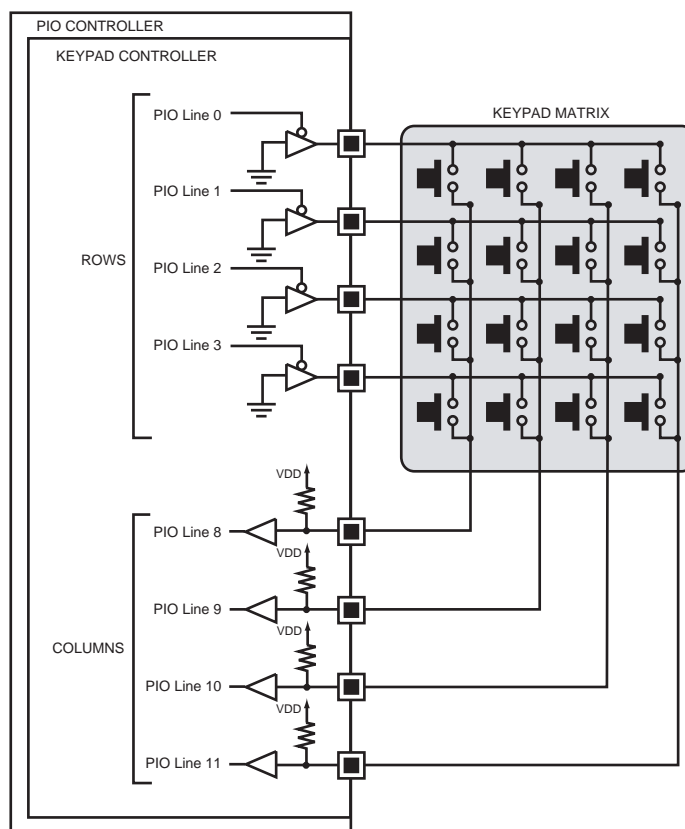 PIO CONTROLLER
KEYPAD CONTROLLER
KEYPAD MATRIX
ROWS
PIO Line 0
PIO Line 1
PIO Line 2
PIO Line 3
COLUMNS
VDD
PIO Line 8
VDD
PIO Line 9
VDD
PIO Line 10
VDD
PIO Line 11